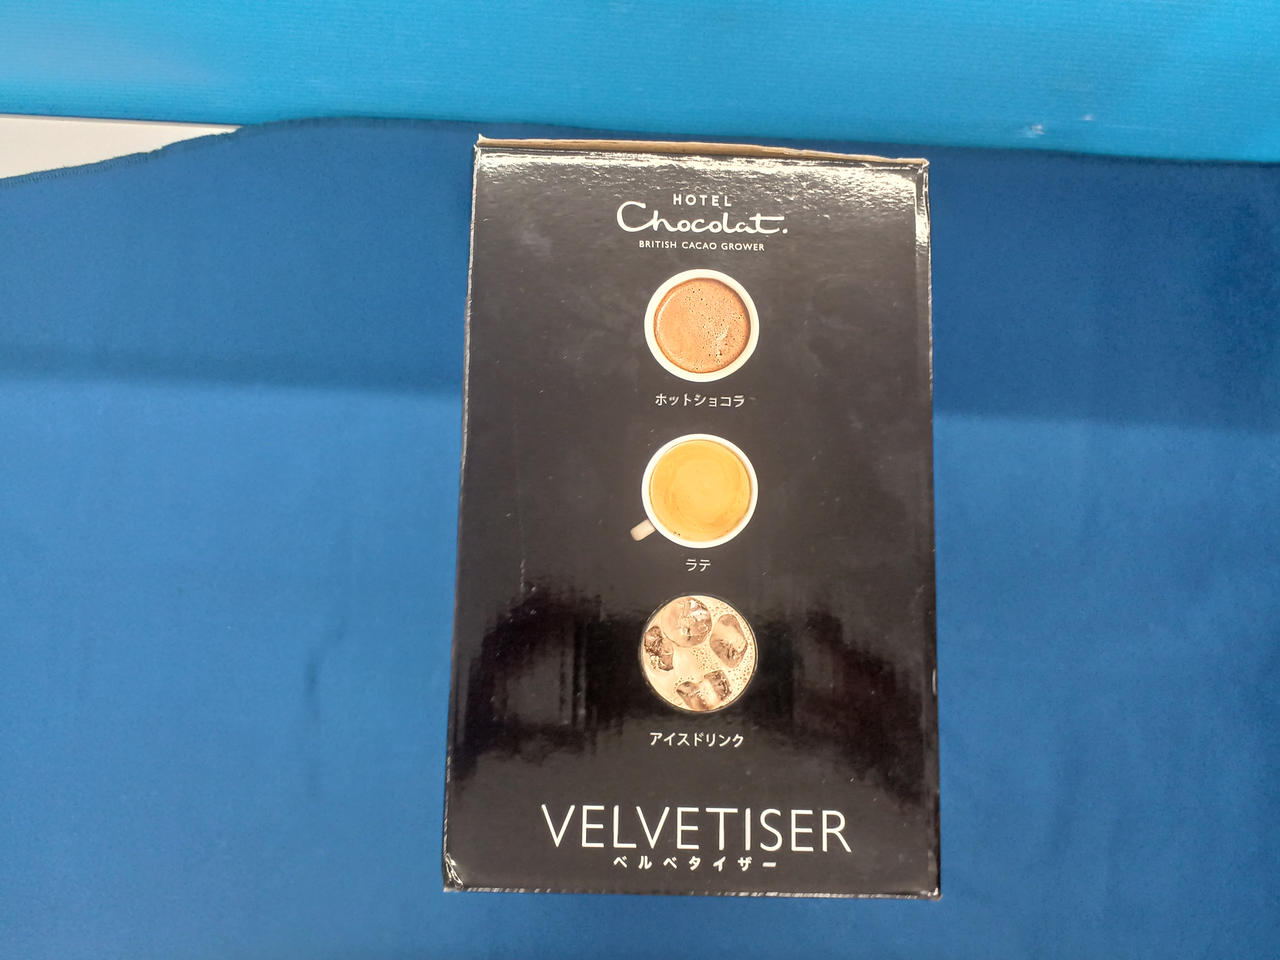 HOTEL
Chocolat.
BRITISH CACAO GROWER
ホットショコラ
ラテ
アイスドリンク
VELVETISER
ベルベタイザー